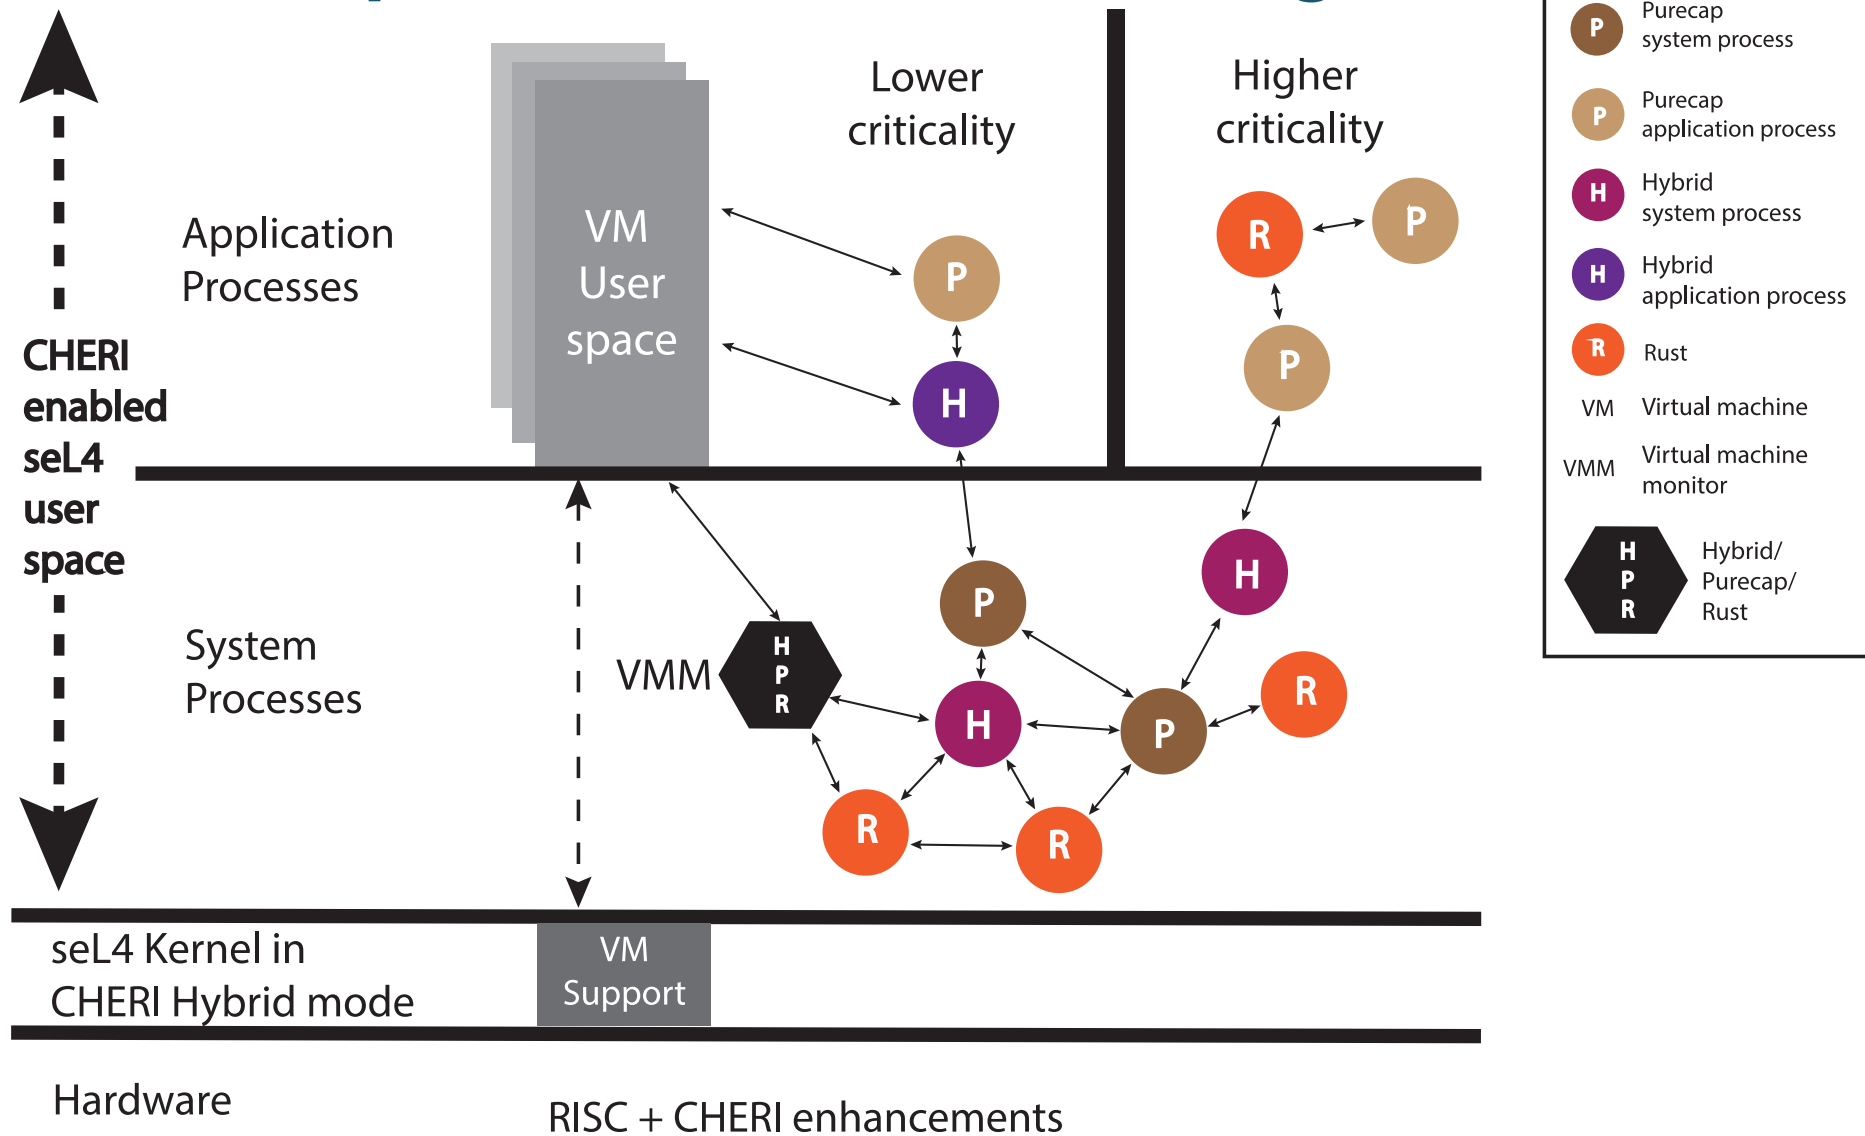 Lower
criticality
Higher
criticality
Application
Processes
VM
User
space
P
H
R
P
P
CHERI
enabled
seL4
user
space
System
Processes
VMM
H
P
R
P
H
H
P
R
R
R
seL4 Kernel in
CHERI Hybrid mode
VM
Support
Hardware
RISC + CHERI enhancements
P
Purecap
system process
P
Purecap
application process
H
Hybrid
system process
H
Hybrid
application process
R
Rust
VM
Virtual machine
VMM
Virtual machine
monitor
H
P
R
Hybrid/
Purecap/
Rust